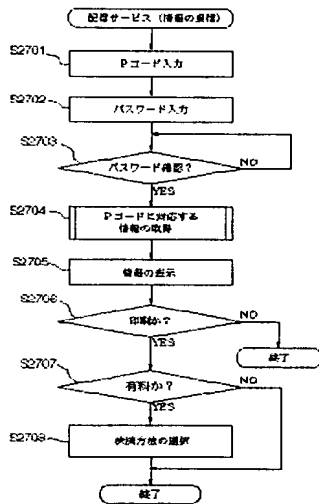 配信サービス（情報の取得）
S2701
Pコード入力
S2702
パスワード入力
S2703
パスワード確認？
NO
YES
S2704
Pコードに対応する
情報の取得
S2705
情報の表示
S2706
印刷か？
NO
YES
終了
S2707
有料か？
NO
YES
S2708
決済方法の選択
終了